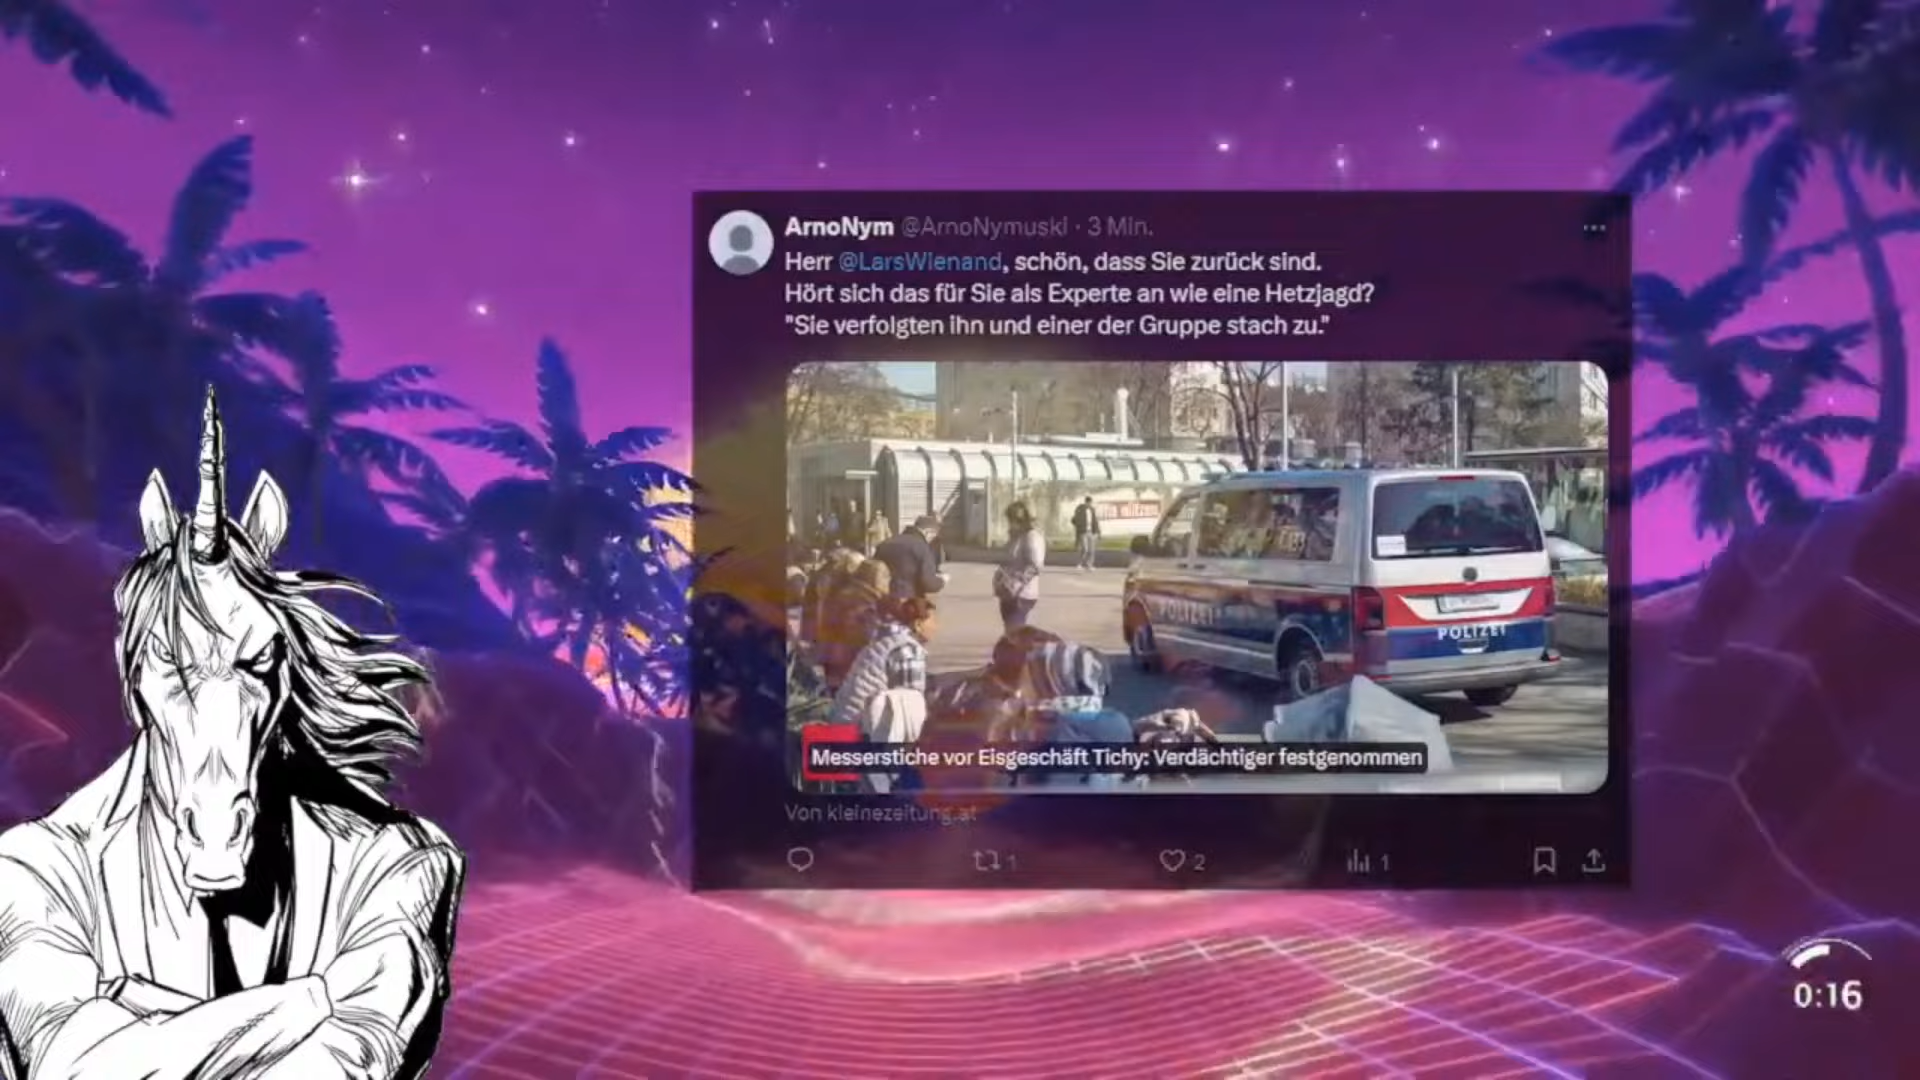 ArnoNym @ArnoNymuski · 3 Min.
Herr @LarsWienand, schön, dass Sie zurück sind.
Hört sich das für Sie als Experte an wie eine Hetzjagd?
"Sie verfolgten ihn und einer der Gruppe stach zu."
POLIZEI
POLIZEI
Messerstiche vor Eisgeschäft Tichy: Verdächtiger festgenommen
Von kleinezeitung.at
1
2
1
0:16